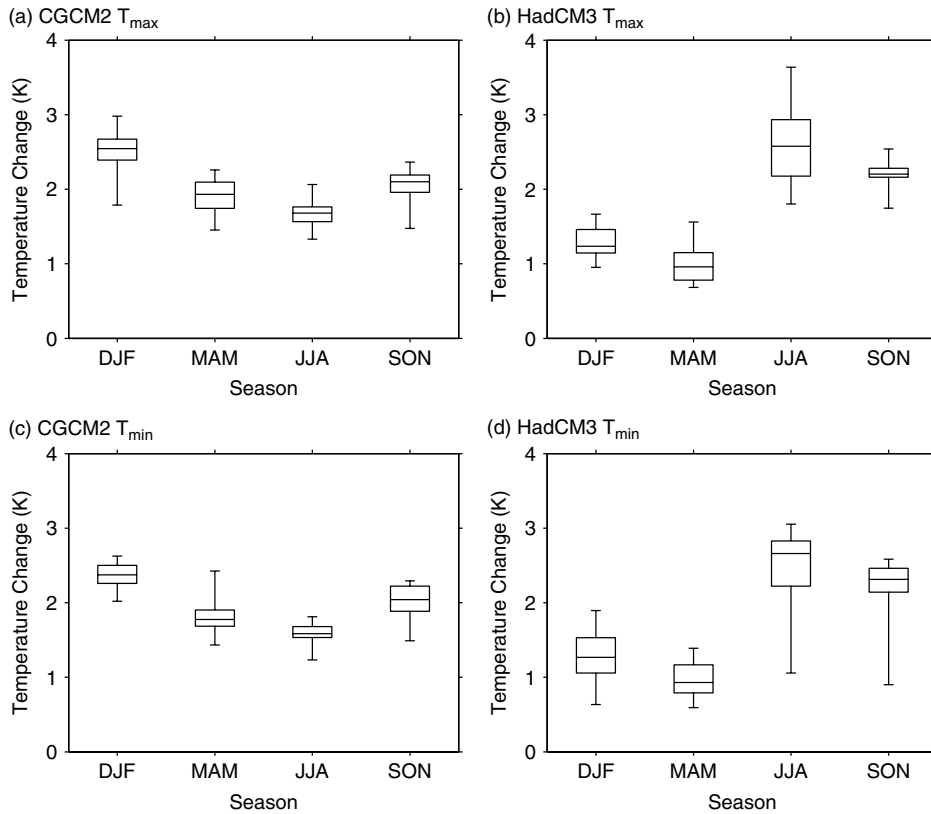 (a) CGCM2 Tmax
Temperature Change (K)
4
3
2
1
0
DJF MAM JJA SON
Season
(b) HadCM3 Tmax
Temperature Change (K)
4
3
2
1
0
DJF MAM JJA SON
Season
(c) CGCM2 Tmin
Temperature Change (K)
4
3
2
1
0
DJF MAM JJA SON
Season
(d) HadCM3 Tmin
Temperature Change (K)
4
3
2
1
0
DJF MAM JJA SON
Season